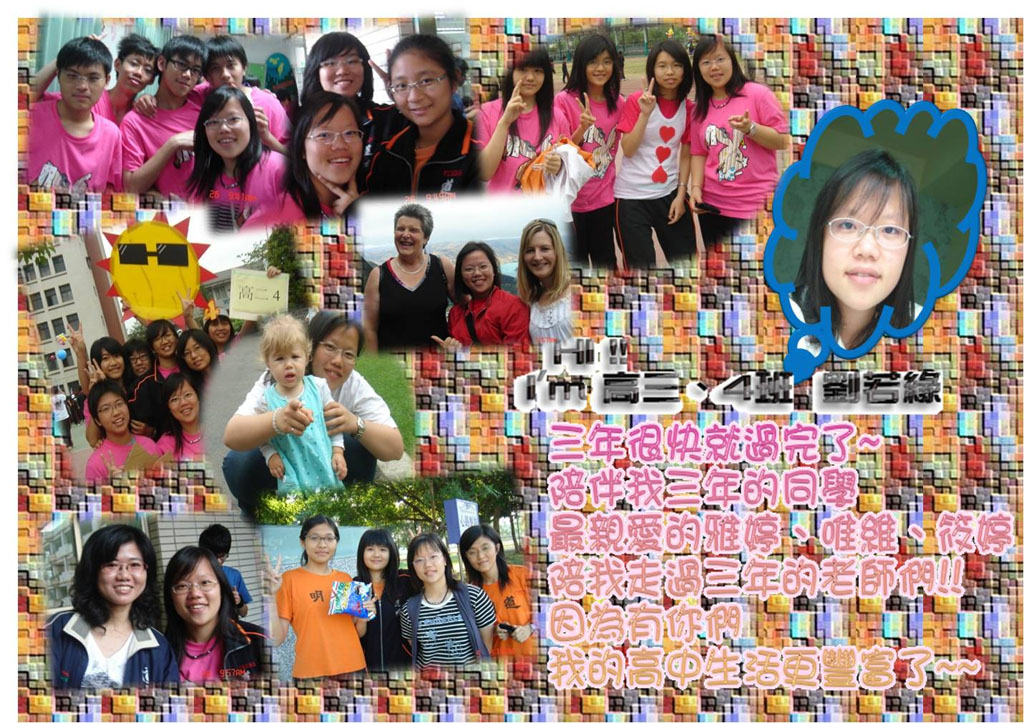 高二4
明 道
Hi!!
I'm 高三、4班 劉若緣
三年很快就過完了~
陪伴我三年的同學
最親愛的雅婷、唯維、筱婷
陪我走過三年的老師們!!
因為有你們
我的高中生活更豐富了~~